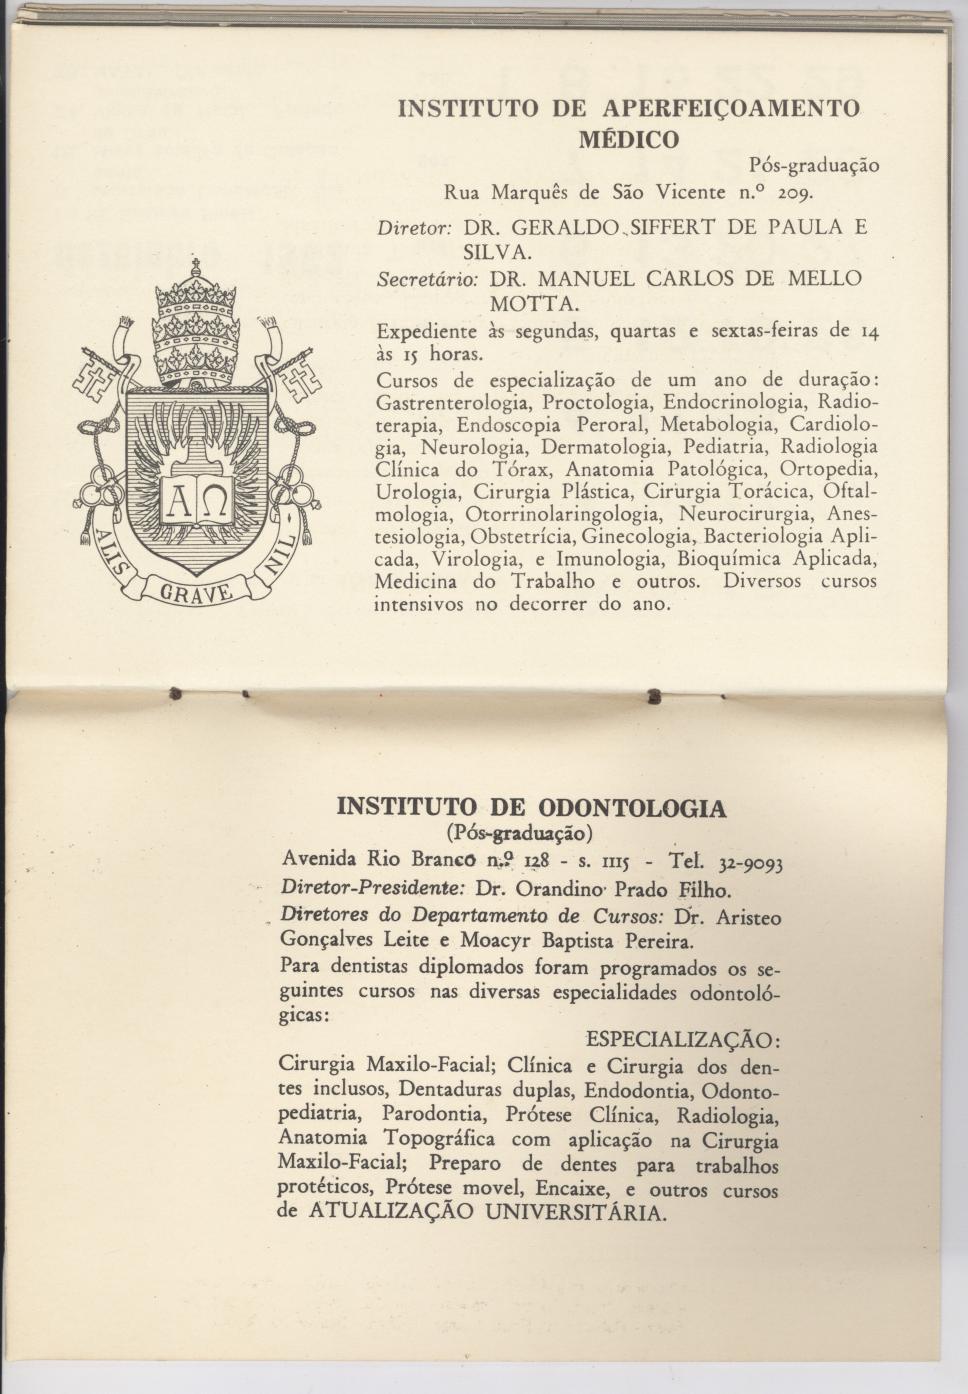 INSTITUTO DE APERFEIÇOAMENTO
MÉDICO
Pós-graduação
Rua Marquês de São Vicente n.º 209.
Diretor: DR. GERALDO SIFFERT DE PAULA E
SILVA.
Secretário: DR. MANUEL CARLOS DE MELLO
MOTTA.
Expediente às segundas, quartas e sextas-feiras de 14
às 15 horas.
Cursos de especialização de um ano de duração:
Gastrenterologia, Proctologia, Endocrinologia, Radio-
terapia, Endoscopia Peroral, Metabologia, Cardiolo-
gia, Neurologia, Dermatologia, Pediatria, Radiologia
Clínica do Tórax, Anatomia Patológica, Ortopedia,
Urologia, Cirurgia Plástica, Cirurgia Torácica, Oftal-
mologia, Otorrinolaringologia, Neurocirurgia, Anes-
tesiologia, Obstetrícia, Ginecologia, Bacteriologia Apli-
cada, Virologia, e Imunologia, Bioquímica Aplicada,
Medicina do Trabalho e outros. Diversos cursos
intensivos no decorrer do ano.
Α Ω
ALIS GRAVE NIL
INSTITUTO DE ODONTOLOGIA
(Pós-graduação)
Avenida Rio Branco n.º 128 - s. 1115 - Tel. 32-9093
Diretor-Presidente: Dr. Orandino Prado Filho.
Diretores do Departamento de Cursos: Dr. Aristeo
Gonçalves Leite e Moacyr Baptista Pereira.
Para dentistas diplomados foram programados os se-
guintes cursos nas diversas especialidades odontoló-
gicas:
ESPECIALIZAÇÃO:
Cirurgia Maxilo-Facial; Clínica e Cirurgia dos den-
tes inclusos, Dentaduras duplas, Endodontia, Odonto-
pediatria, Parodontia, Prótese Clínica, Radiologia,
Anatomia Topográfica com aplicação na Cirurgia
Maxilo-Facial; Preparo de dentes para trabalhos
protéticos, Prótese movel, Encaixe, e outros cursos
de ATUALIZAÇÃO UNIVERSITÁRIA.